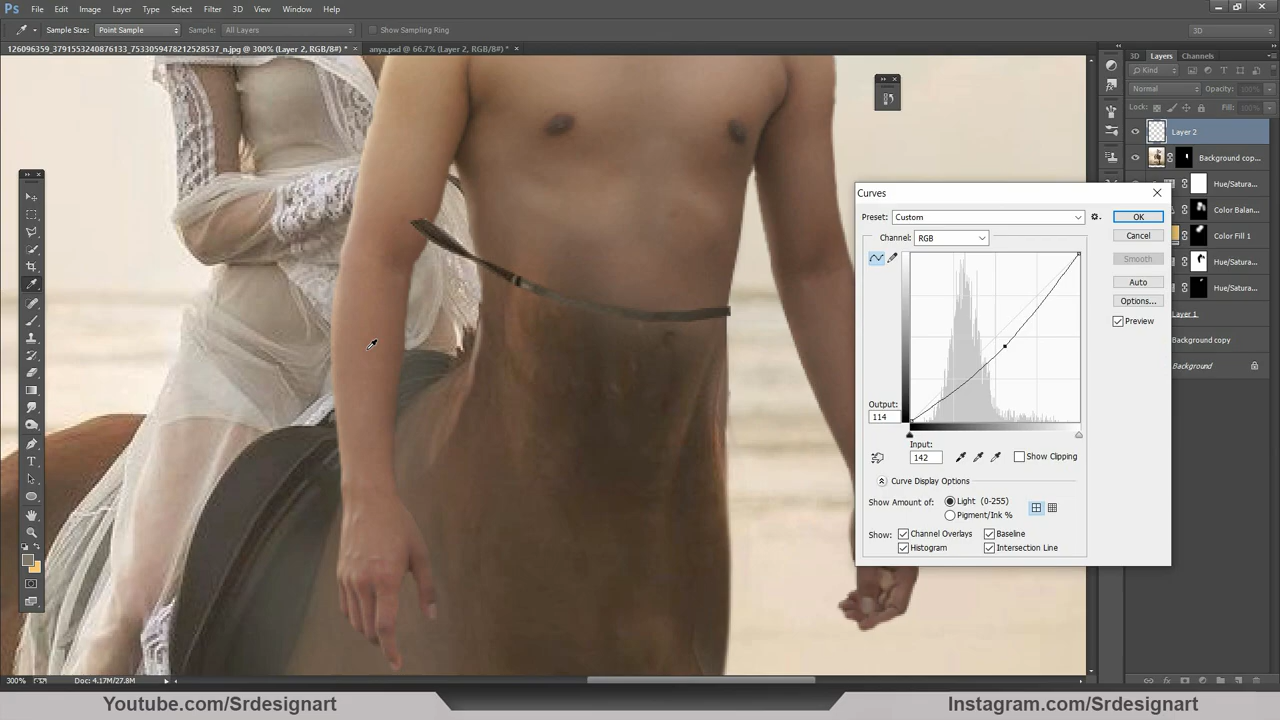 Ps File Edit Image Layer Type Select Filter 3D View Window Help
Sample Size: Point Sample Sample: All Layers Show Sampling Ring 3D
126096359_3791553240876133_7533059478212528537_n.jpg @ 300% (Layer 2, RGB/8#) * × anya.psd @ 66.7% (Layer 2, RGB/8#) * ×
3D Layers Channels
Kind
Normal Opacity: 100%
Lock: Fill: 100%
Layer 2
Background cop...
Hue/Satura...
Color Balan...
Color Fill 1
Hue/Satura...
Hue/Satura...
Layer 1
Background copy
Background
Curves
Preset: Custom OK
Channel: RGB Cancel
Smooth
Auto
Options...
Preview
Output:
114
Input:
142 Show Clipping
Curve Display Options
Show Amount of: Light (0-255)
Pigment/Ink %
Show: Channel Overlays Baseline
Histogram Intersection Line
300% Doc: 4.17M/27.8M
Youtube.com/Srdesignart Instagram.com/Srdesignart